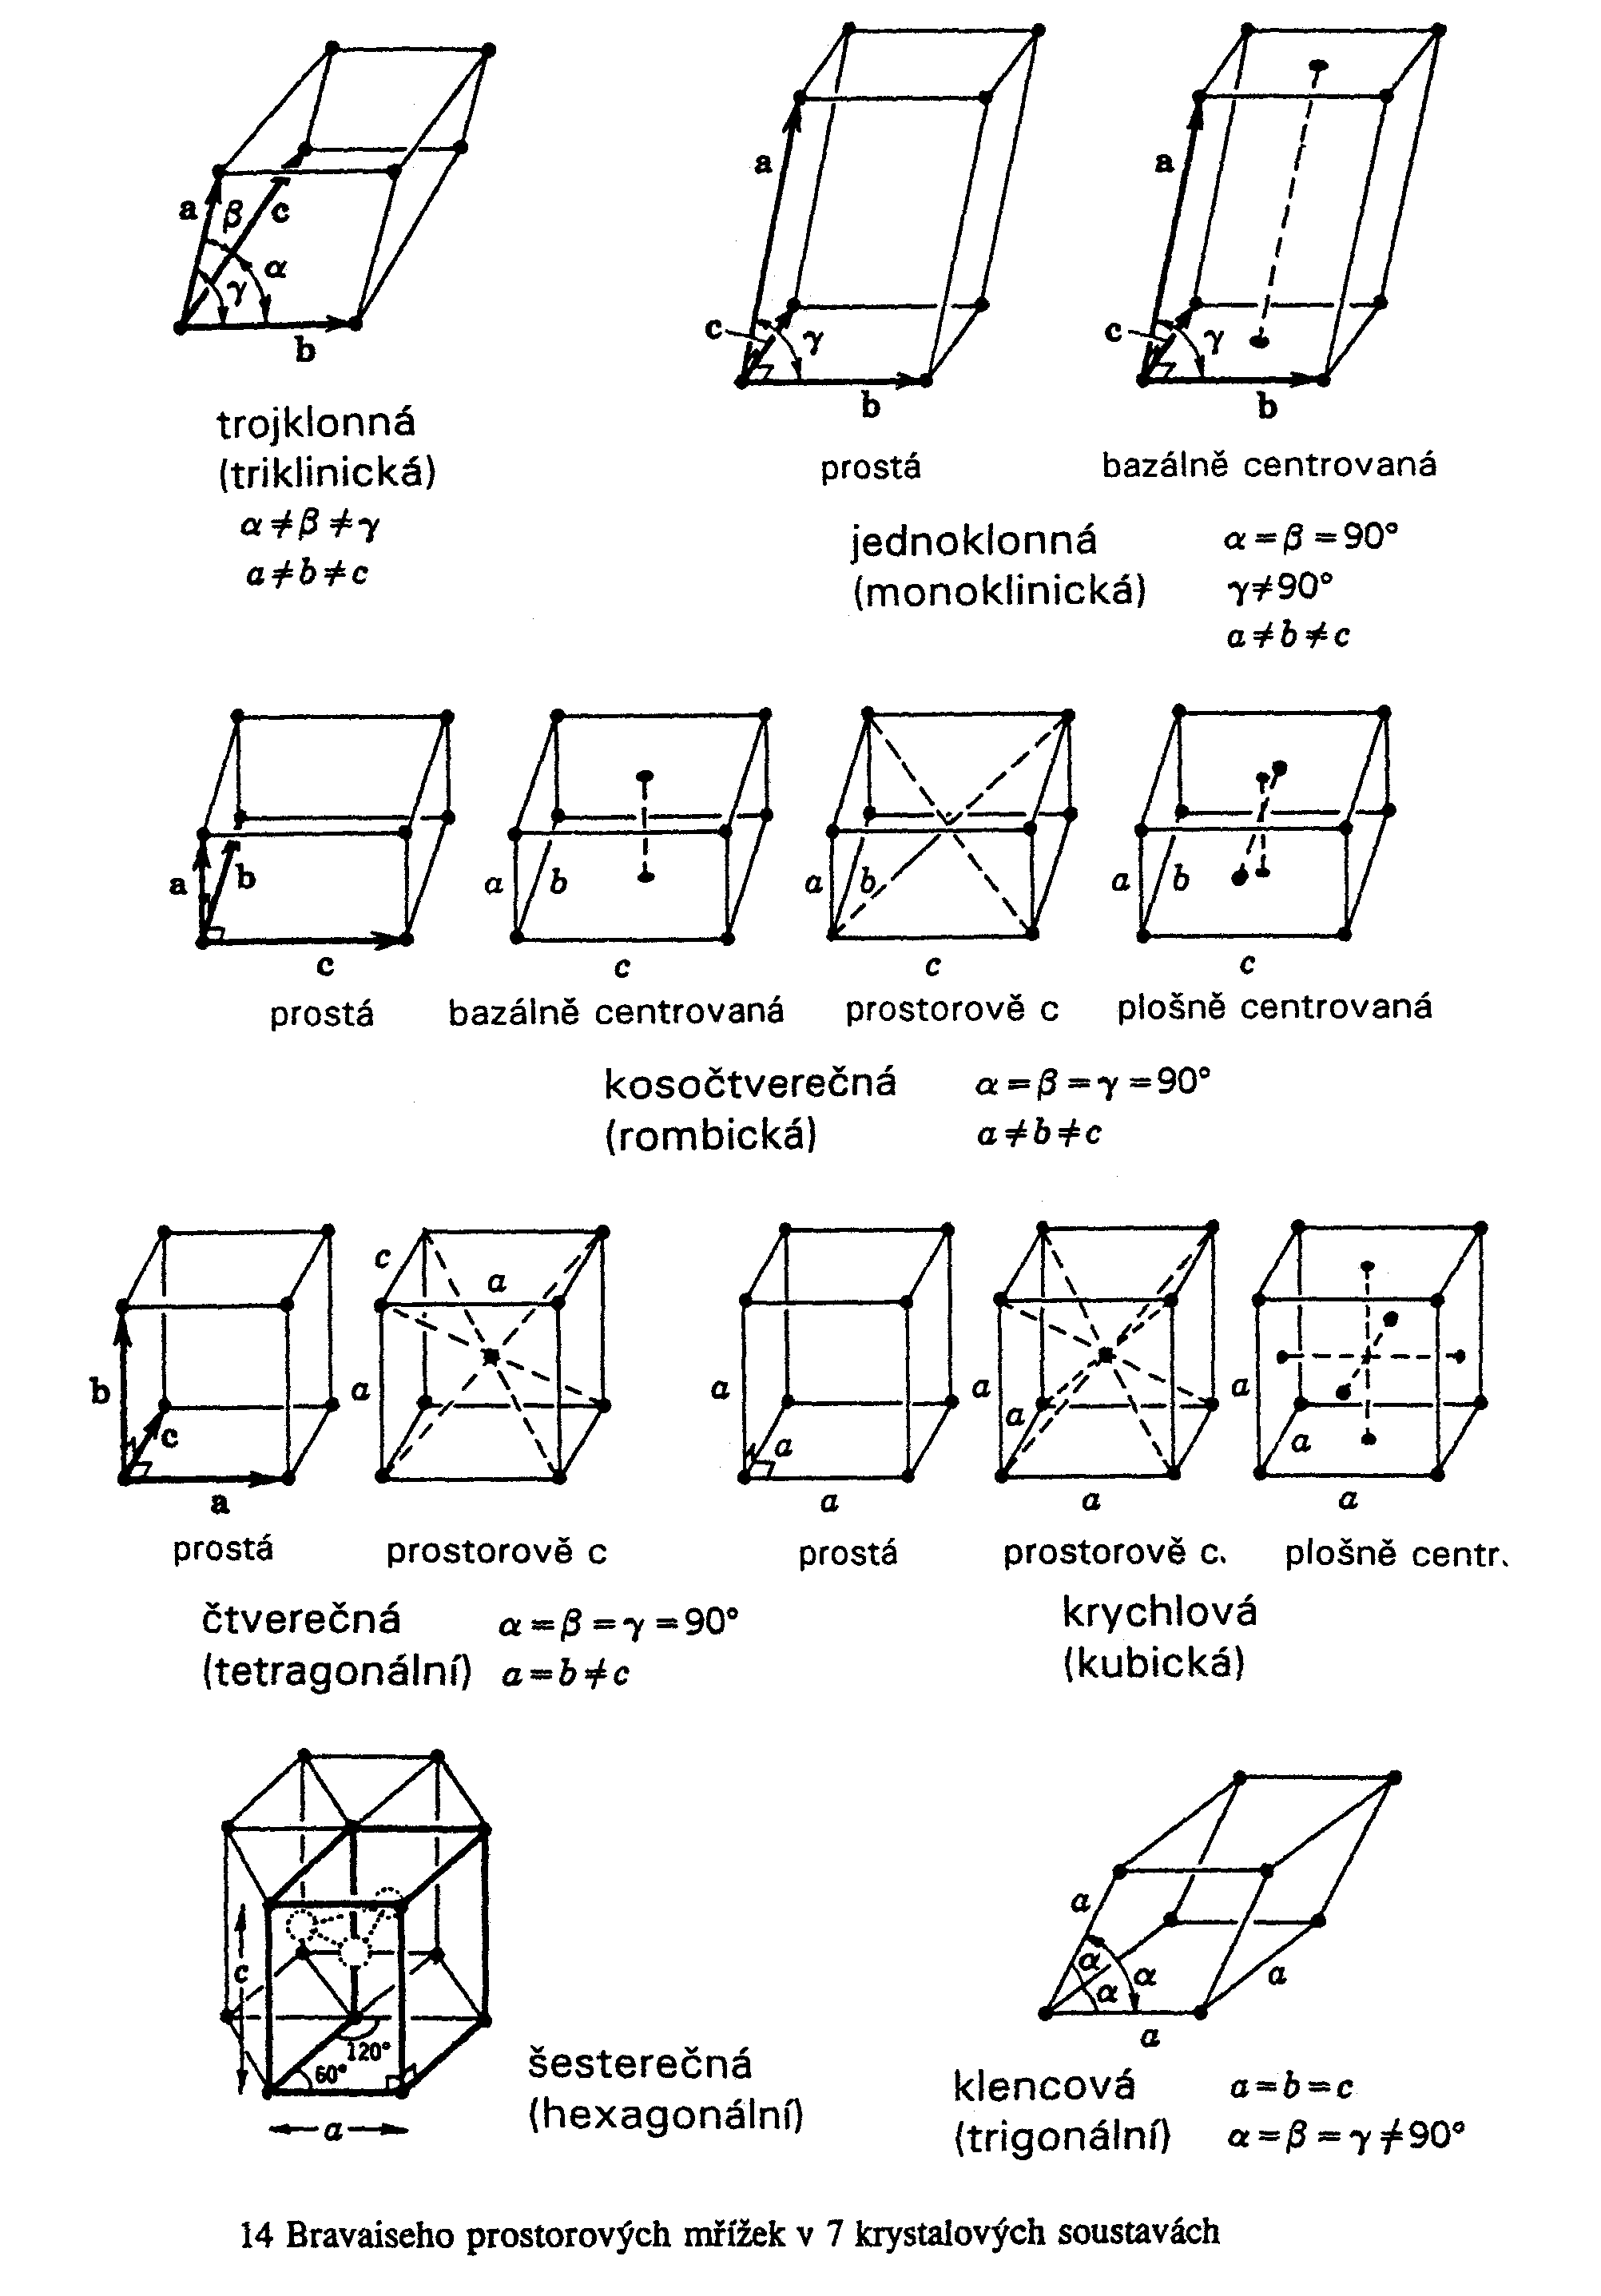 a β c
α
γ
b
trojklonná
(triklinická)
α ≠ β ≠ γ
a ≠ b ≠ c
a
c γ
b
prostá
a
c γ
b
bazálně centrovaná
jednoklonná
(monoklinická)
α = β = 90°
γ ≠ 90°
a ≠ b ≠ c
a b
c
prostá
a b
c
bazálně centrovaná
a b
c
prostorově c
a b
c
plošně centrovaná
kosočtverečná
(rombická)
α = β = γ = 90°
a ≠ b ≠ c
b
c
a
prostá
c
a
a
prostorově c
čtverečná
(tetragonální)
α = β = γ = 90°
a = b ≠ c
a
a
a
prostá
a
a
a
prostorově c.
a
a
a
plošně centr.
krychlová
(kubická)
c
120°
60°
a
šesterečná
(hexagonální)
a
α α
α
a
a
klencová
(trigonální)
a = b = c
α = β = γ ≠ 90°
14 Bravaiseho prostorových mřížek v 7 krystalových soustavách